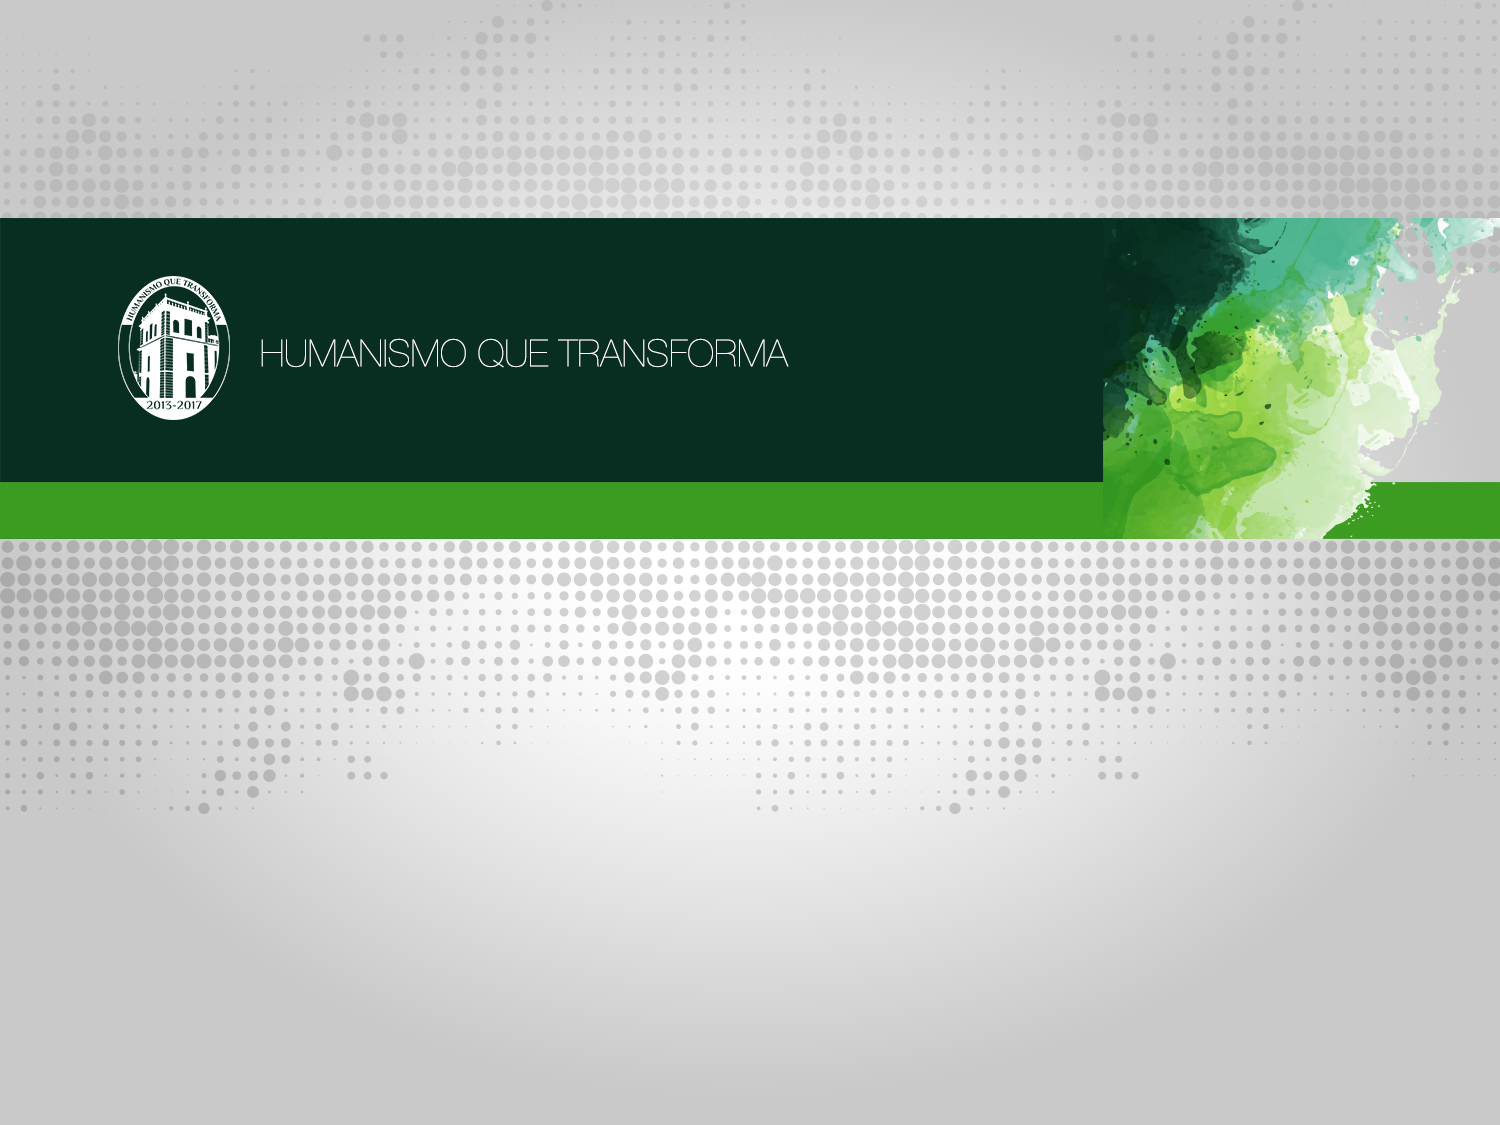 HUMANISMO QUE TRANSFORMA
2013-2017
HUMANISMO QUE TRANSFORMA